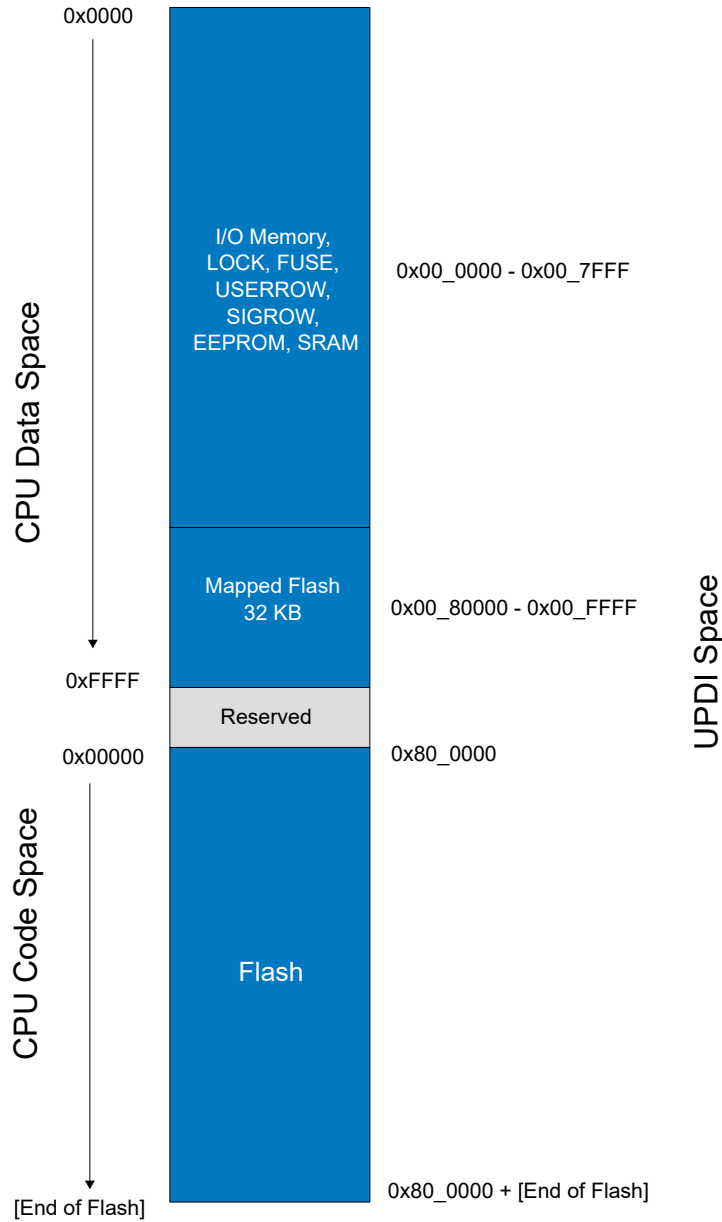 0x0000
I/O Memory,
LOCK, FUSE,
USERROW,
SIGROW,
EEPROM, SRAM
0x00_0000 - 0x00_7FFF
CPU Data Space
Mapped Flash
32 KB
0x00_80000 - 0x00_FFFF
UPDI Space
0xFFFF
Reserved
0x00000
0x80_0000
CPU Code Space
Flash
[End of Flash]
0x80_0000 + [End of Flash]